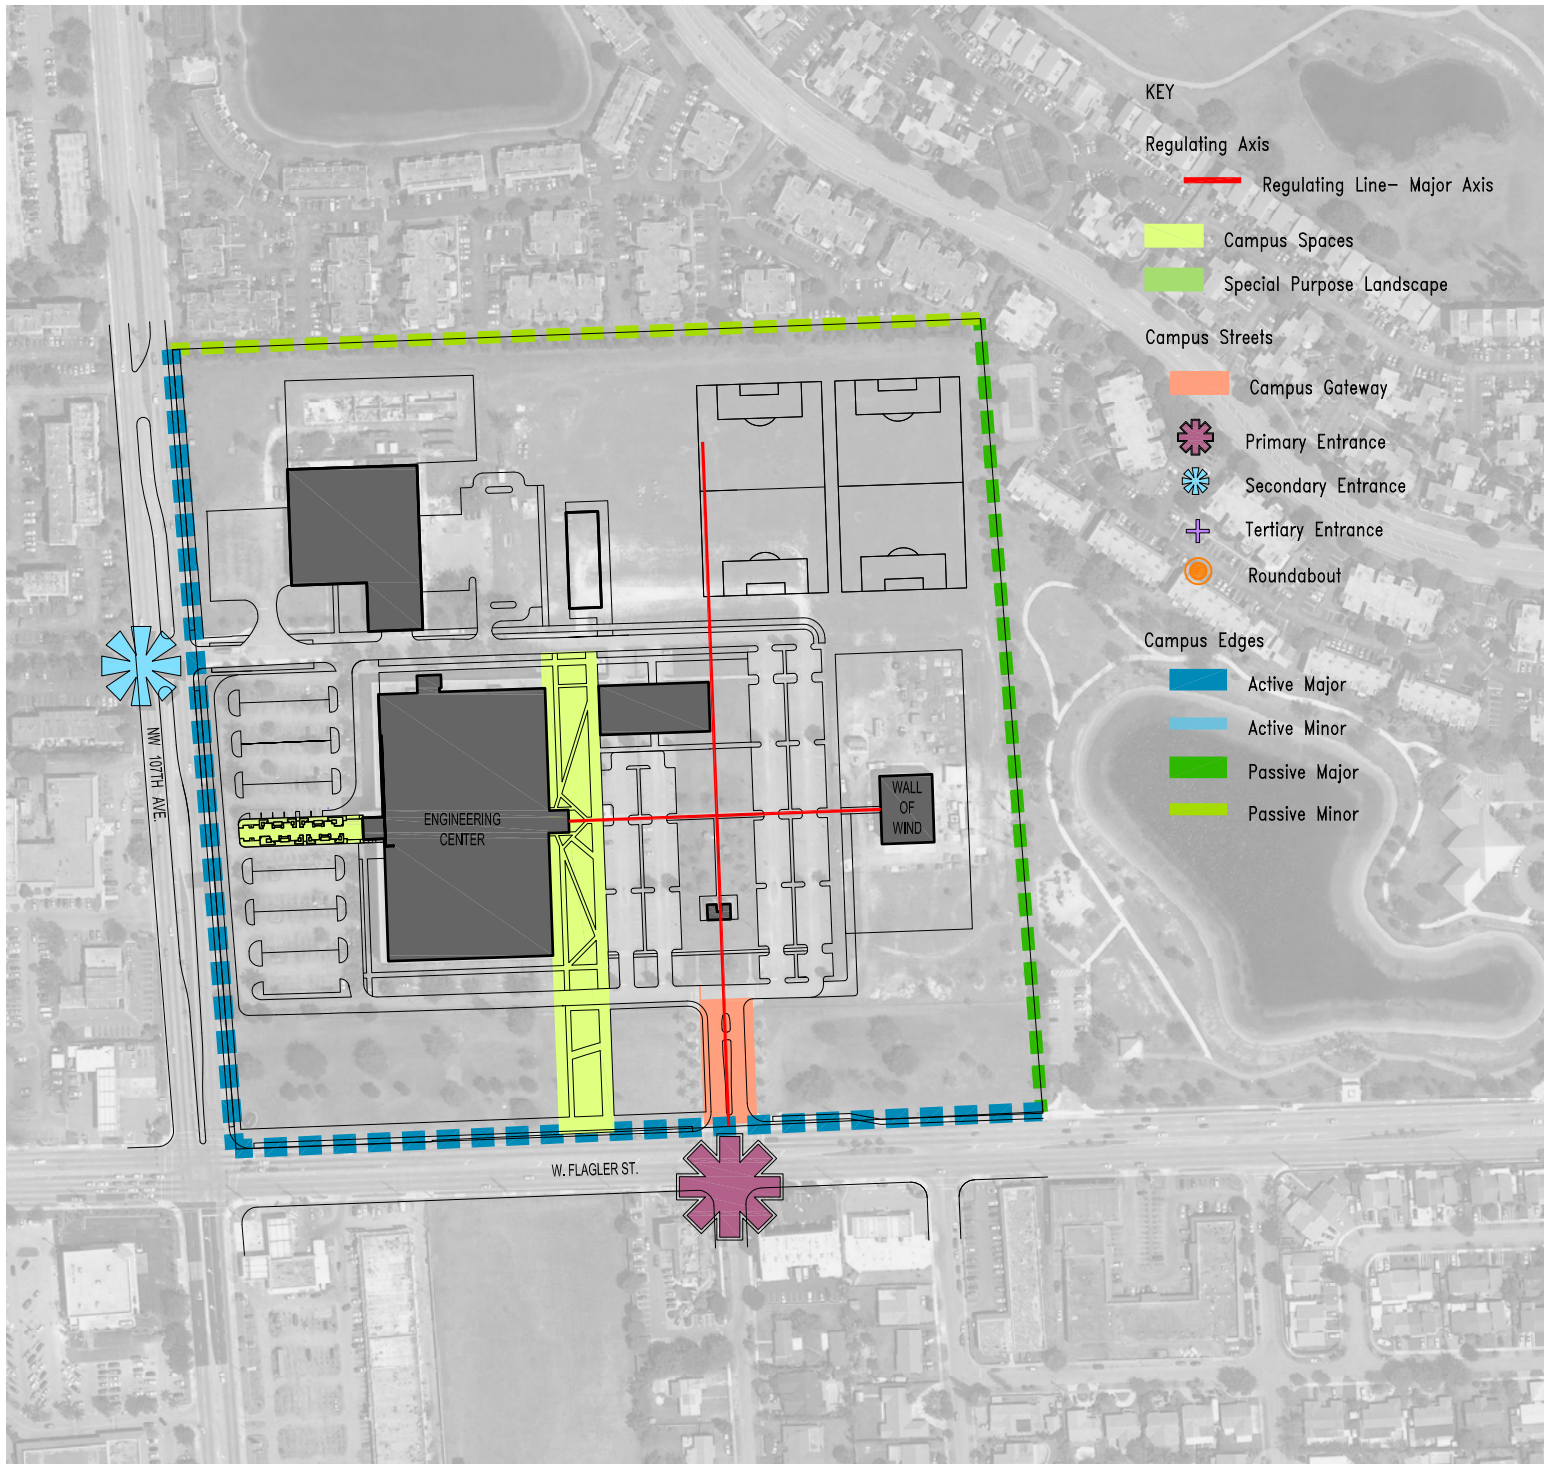 KEY
Regulating Axis
Regulating Line- Major Axis
Campus Spaces
Special Purpose Landscape
Campus Streets
Campus Gateway
Primary Entrance
Secondary Entrance
Tertiary Entrance
Roundabout
Campus Edges
Active Major
Active Minor
Passive Major
Passive Minor
NW 107TH AVE.
ENGINEERING
CENTER
WALL
OF
WIND
W. FLAGLER ST.